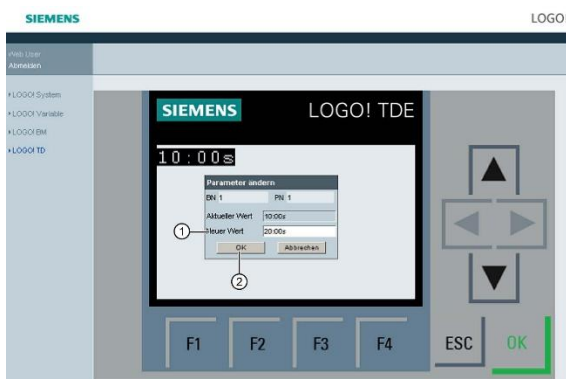 SIEMENS
LOGO!
Web User
Abmelden
LOGO! System
LOGO! Variable
LOGO! BM
LOGO! TD
SIEMENS LOGO! TDE
10:00s
Parameter ändern
BN 1 PN 1
Aktueller Wert 10:00s
1 Neuer Wert 20:00s
OK Abbrechen
2
F1 F2 F3 F4 ESC OK